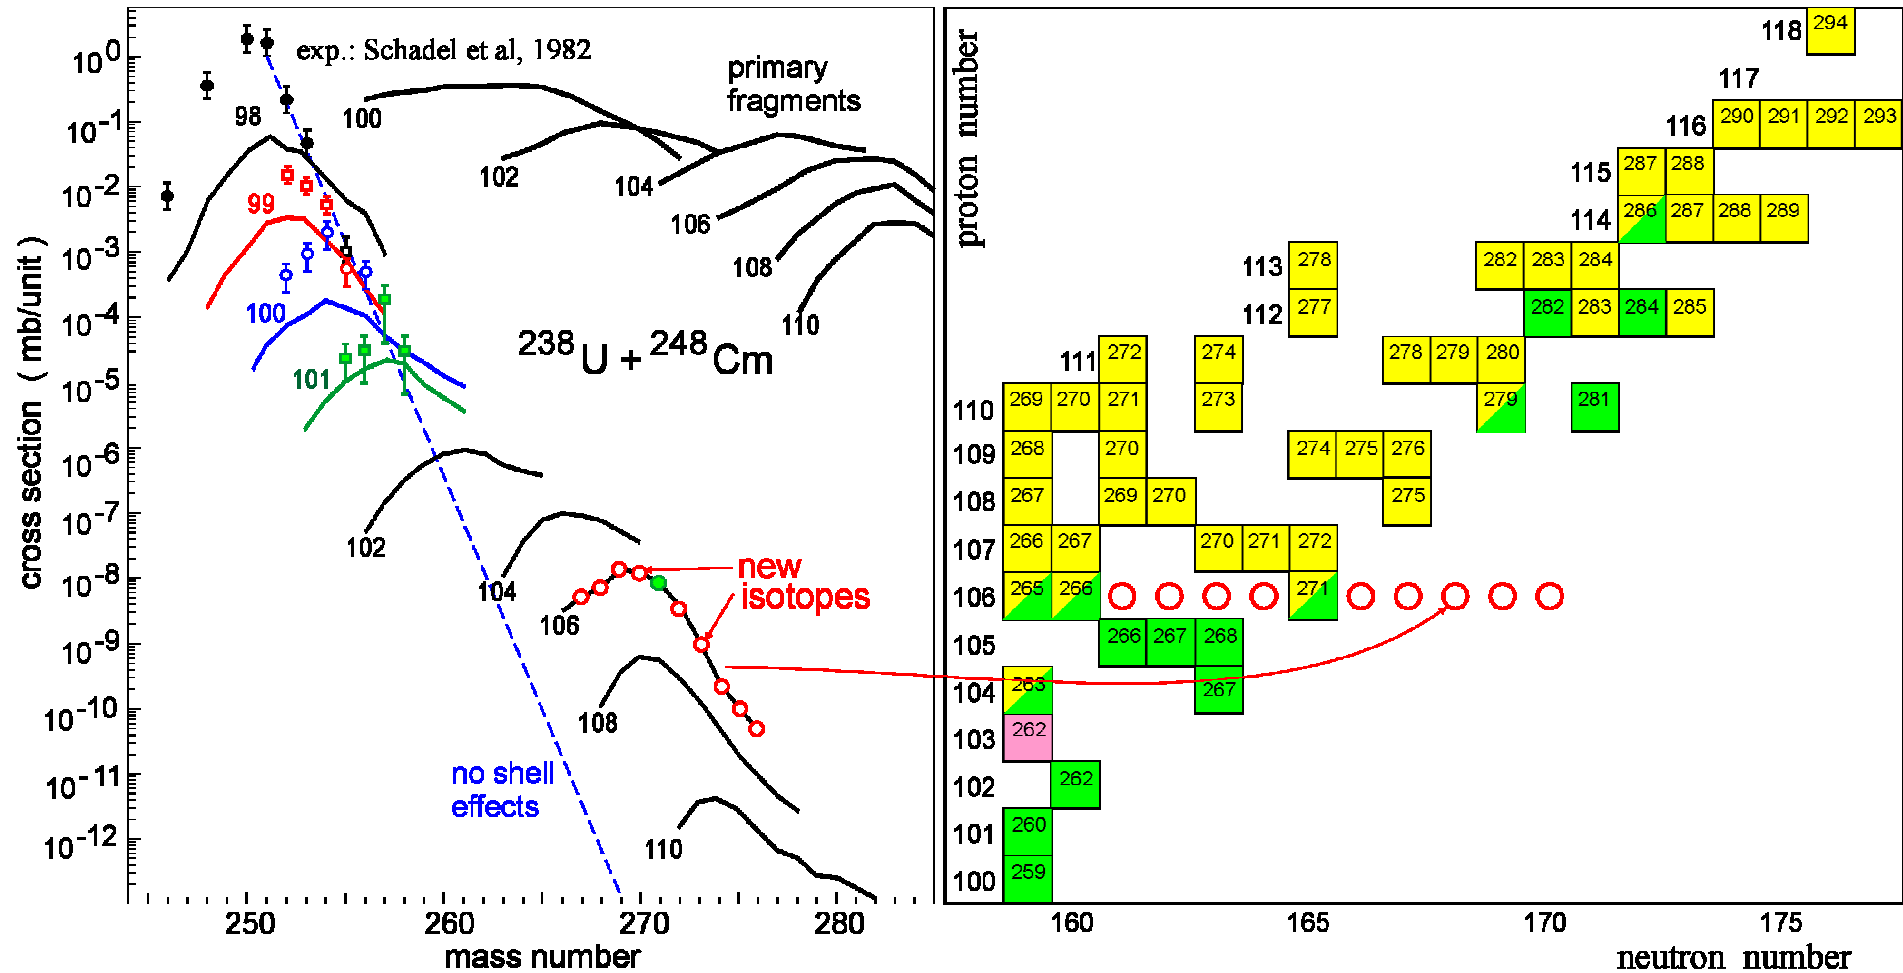 exp.: Schadel et al, 1982
primary
fragments
98
100
102
104
106
108
110
99
100
101
238U + 248Cm
102
104
106
108
110
new
isotopes
no shell
effects
10^0
10^-1
10^-2
10^-3
10^-4
10^-5
10^-6
10^-7
10^-8
10^-9
10^-10
10^-11
10^-12
cross section ( mb/unit )
250 260 270 280
mass number
proton number
118 294
117
116 290 291 292 293
115 287 288
114 286 287 288 289
113 278 282 283 284
112 277 282 283 284 285
111 272 274 278 279 280
110 269 270 271 273 279 281
109 268 270 274 275 276
108 267 269 270 275
107 266 267 270 271 272
106 265 266 271
105 266 267 268
104 263 267
103 262
102 262
101 260
100 259
160 165 170 175
neutron number